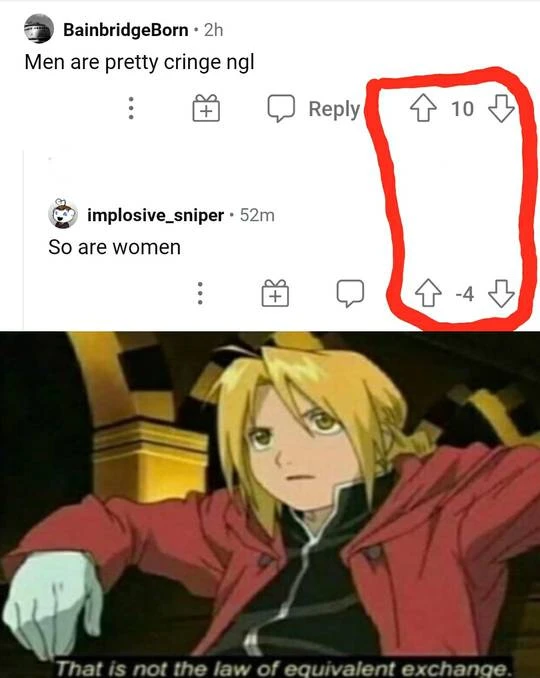 BainbridgeBorn • 2h
Men are pretty cringe ngl
Reply 10
implosive_sniper • 52m
So are women
-4
That is not the law of equivalent exchange.